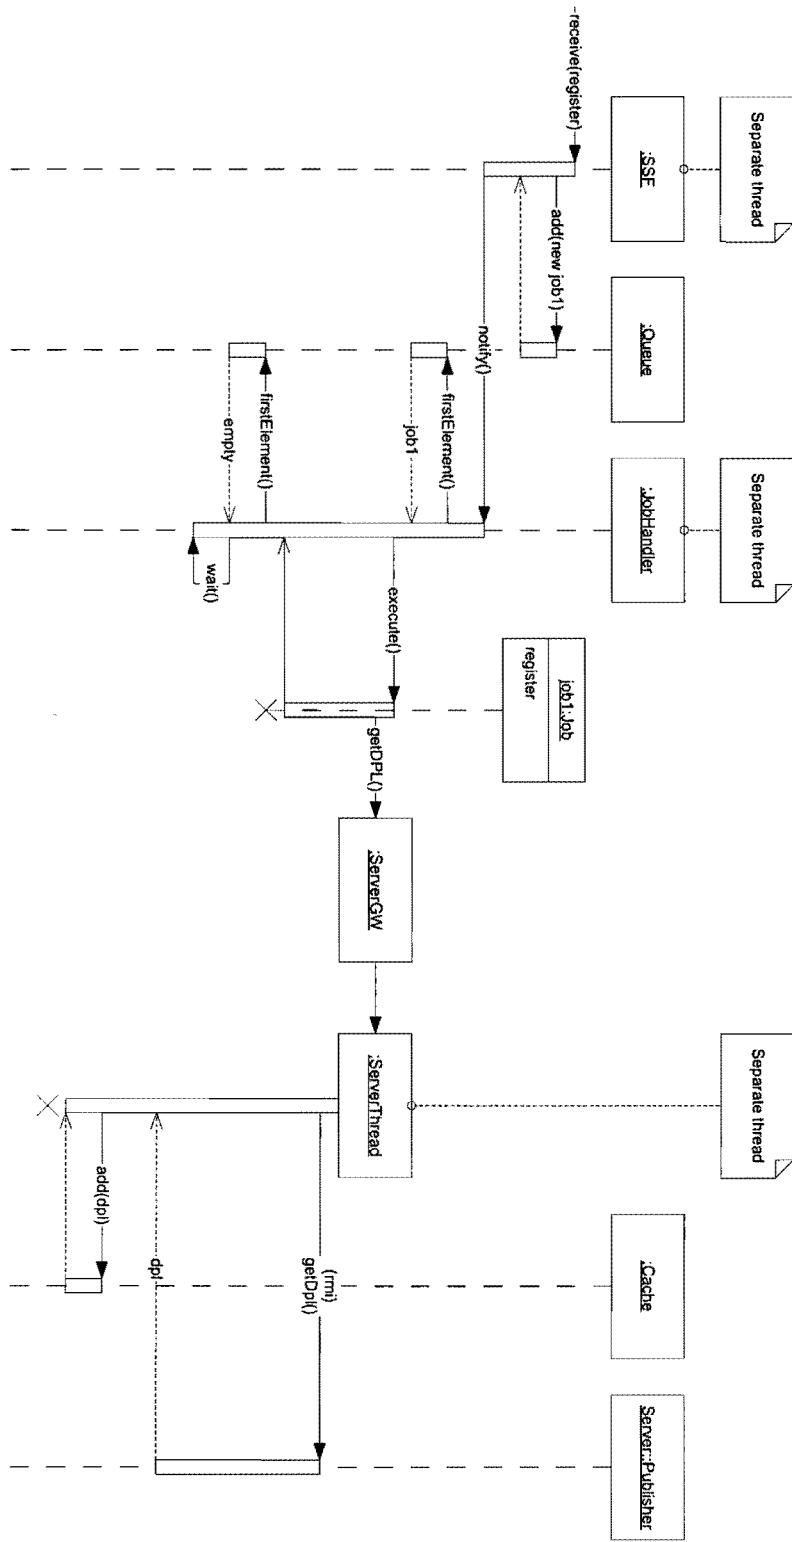 Separate thread
Separate thread
Separate thread
:SSF
:Queue
:JobHandler
:Cache
Server::Publisher
receive(register)
job1:Job
register
add(new job1)
notify()
firstElement()
job1
execute()
getDPL()
:ServerGW
:ServerThread
(rmi)
getDpl()
firstElement()
empty
wait()
dpl
add(dpl)